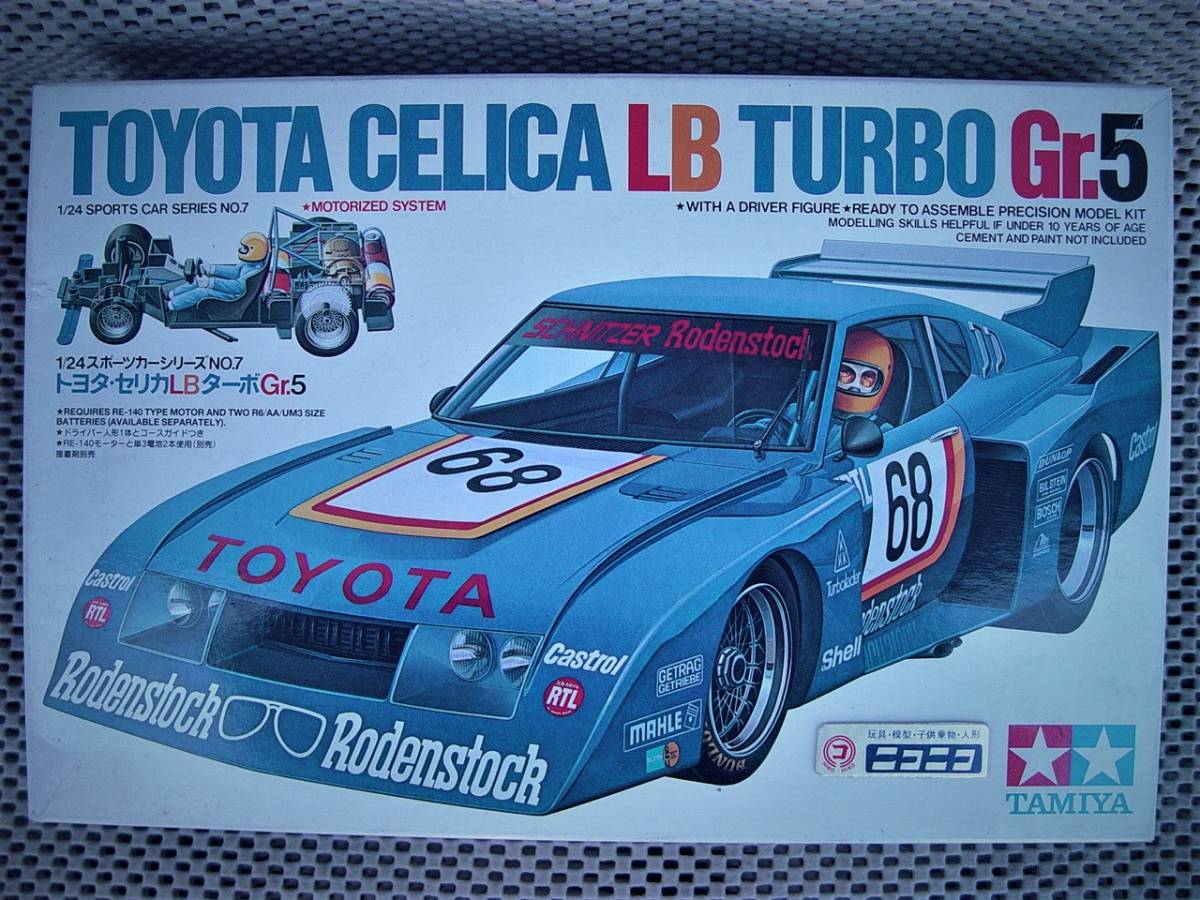 TOYOTA CELICA LB TURBO Gr.5
1/24 SPORTS CAR SERIES NO.7
★MOTORIZED SYSTEM
★WITH A DRIVER FIGURE ★READY TO ASSEMBLE PRECISION MODEL KIT
MODELLING SKILLS HELPFUL IF UNDER 10 YEARS OF AGE
CEMENT AND PAINT NOT INCLUDED
1/24スポーツカーシリーズNO.7
トヨタ・セリカLBターボGr.5
★REQUIRES RE-140 TYPE MOTOR AND TWO R6/AA/UM3 SIZE
BATTERIES (AVAILABLE SEPARATELY).
★ドライバー人形1体とコースガイドつき
★RE-140モーターと単3電池2本使用(別売)
接着剤別売
SCHNITZER Rodenstock
68
TOYOTA
Castrol
RTL
Rodenstock
Rodenstock
Castrol
RTL
GETRAG
GETRIEBE
MAHLE
KKK
Turbolader
Shell
68
Rodenstock
DUNLOP
BILSTEIN
BOSCH
Castrol
玩具・模型・子供乗物・人形
コ
ニコニコ
TAMIYA